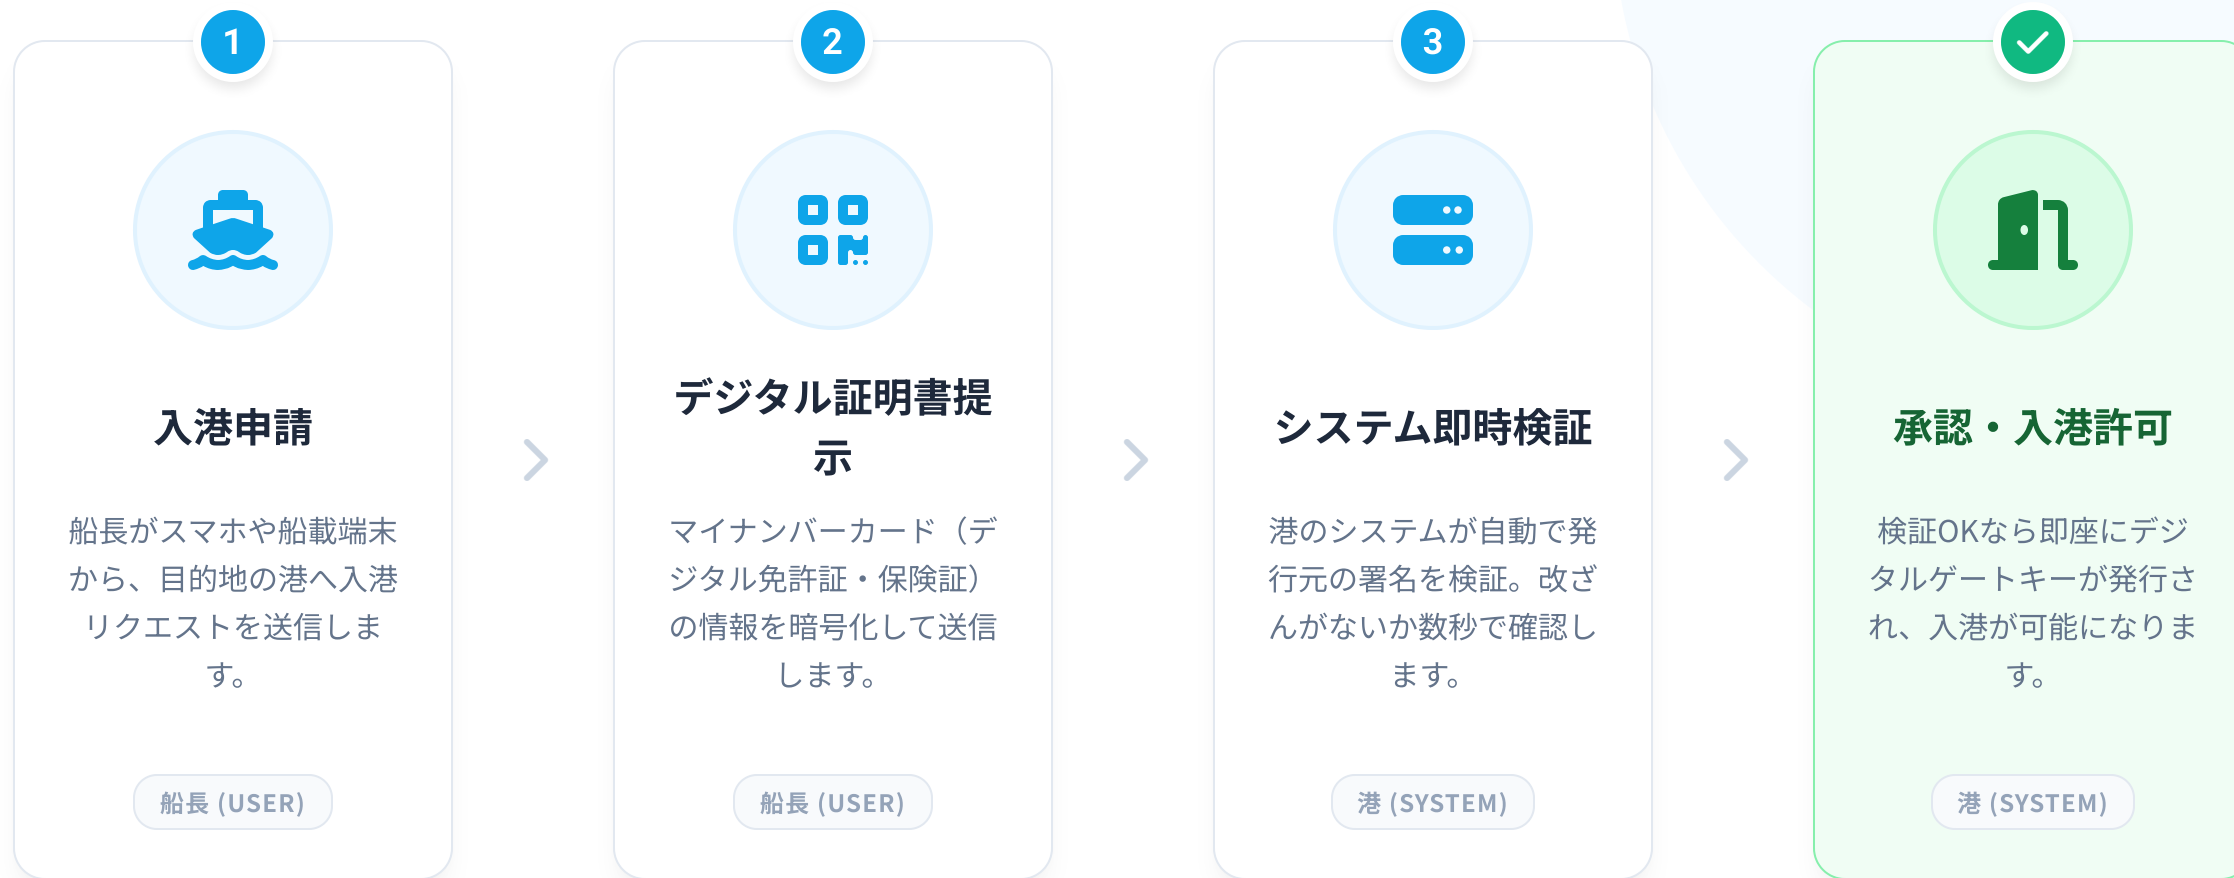 1
入港申請
船長がスマホや船載端末
から、目的地の港へ入港
リクエストを送信しま
す。
船長 (USER)
2
デジタル証明書提
示
マイナンバーカード（デ
ジタル免許証・保険証）
の情報を暗号化して送信
します。
船長 (USER)
3
システム即時検証
港のシステムが自動で発
行元の署名を検証。改ざ
んがないか数秒で確認し
ます。
港 (SYSTEM)
承認・入港許可
検証OKなら即座にデジ
タルゲートキーが発行さ
れ、入港が可能になりま
す。
港 (SYSTEM)